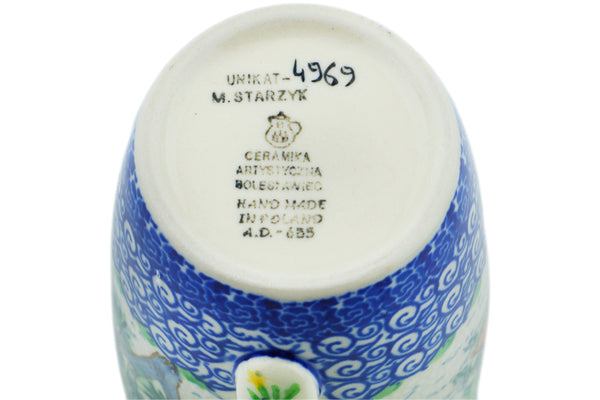 UNIKAT-4969
M. STARZYK
CERAMIKA
ARTYSTYCZNA
BOLESŁAWIEC
HAND MADE
IN POLAND
A.D.-655